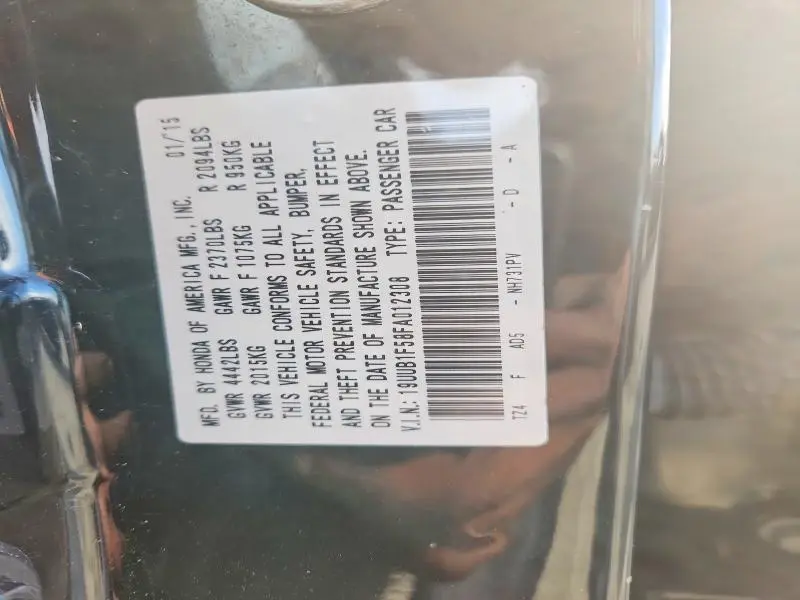 MFD. BY HONDA OF AMERICA MFG., INC. 01/15
GVWR 4442LBS GAWR F 2370LBS R 2094LBS
GVWR 2015KG GAWR F 1075KG R 950KG
THIS VEHICLE CONFORMS TO ALL APPLICABLE
FEDERAL MOTOR VEHICLE SAFETY, BUMPER,
AND THEFT PREVENTION STANDARDS IN EFFECT
ON THE DATE OF MANUFACTURE SHOWN ABOVE.
V.I.N.: 19UUB1F58FA012308 TYPE: PASSENGER CAR
TZ4 F AD5 - NH731PV - D - A